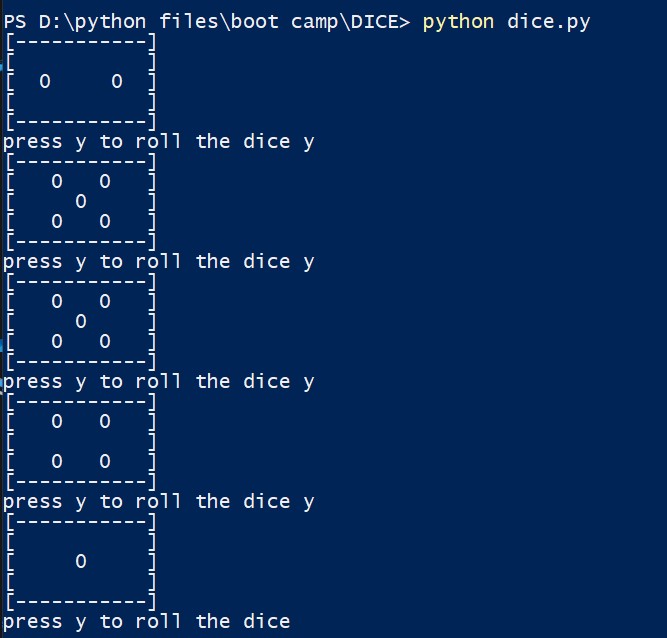 PS D:\python files\boot camp\DICE> python dice.py
[-----------]
[           ]
[  0     0  ]
[           ]
[-----------]
press y to roll the dice y
[-----------]
[   0   0   ]
[     0     ]
[   0   0   ]
[-----------]
press y to roll the dice y
[-----------]
[   0   0   ]
[     0     ]
[   0   0   ]
[-----------]
press y to roll the dice y
[-----------]
[   0   0   ]
[           ]
[   0   0   ]
[-----------]
press y to roll the dice y
[-----------]
[           ]
[     0     ]
[           ]
[-----------]
press y to roll the dice